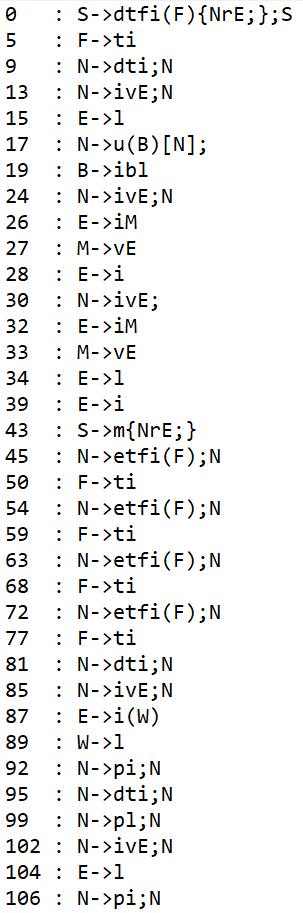 0   : S->dtfi(F){NrE;};S
5   : F->ti
9   : N->dti;N
13  : N->ivE;N
15  : E->l
17  : N->u(B)[N];
19  : B->ibl
24  : N->ivE;N
26  : E->iM
27  : M->vE
28  : E->i
30  : N->ivE;
32  : E->iM
33  : M->vE
34  : E->l
39  : E->i
43  : S->m{NrE;}
45  : N->etfi(F);N
50  : F->ti
54  : N->etfi(F);N
59  : F->ti
63  : N->etfi(F);N
68  : F->ti
72  : N->etfi(F);N
77  : F->ti
81  : N->dti;N
85  : N->ivE;N
87  : E->i(W)
89  : W->l
92  : N->pi;N
95  : N->dti;N
99  : N->pl;N
102 : N->ivE;N
104 : E->l
106 : N->pi;N